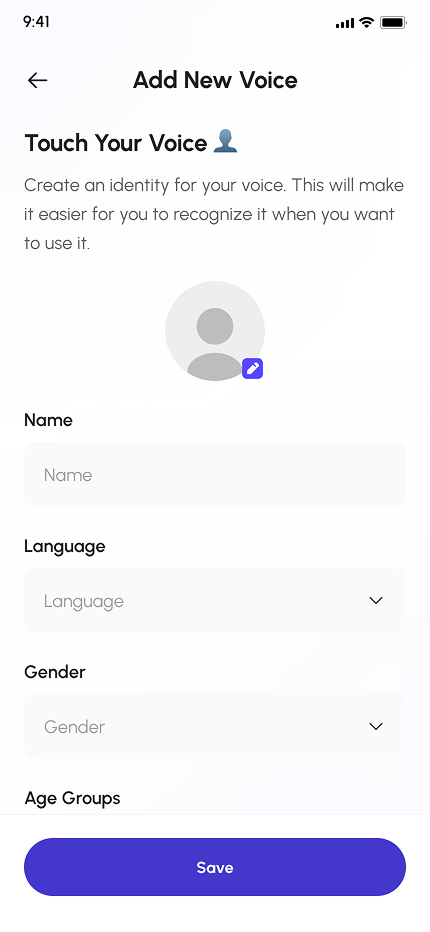 9:41
Add New Voice
Touch Your Voice 👤
Create an identity for your voice. This will make
it easier for you to recognize it when you want
to use it.
Name
Name
Language
Language
Gender
Gender
Age Groups
Save